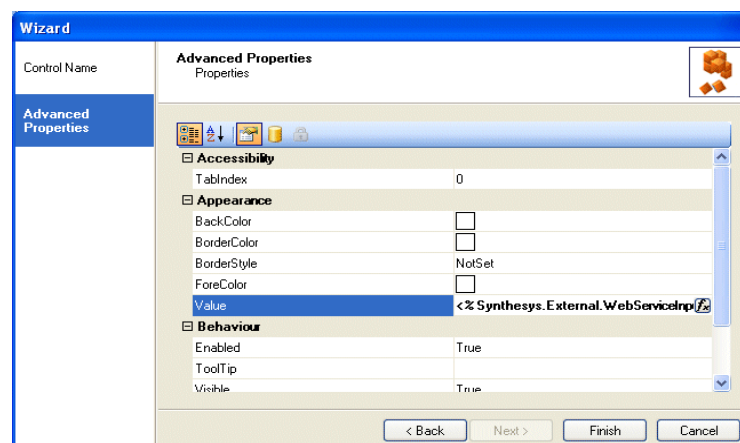 Wizard
Control Name
Advanced Properties
Advanced Properties
Properties
Accessibility
TabIndex 0
Appearance
BackColor
BorderColor
BorderStyle NotSet
ForeColor
Value <% Synthesys.External.WebServiceInp
Behaviour
Enabled True
ToolTip
Visible True
< Back Next > Finish Cancel